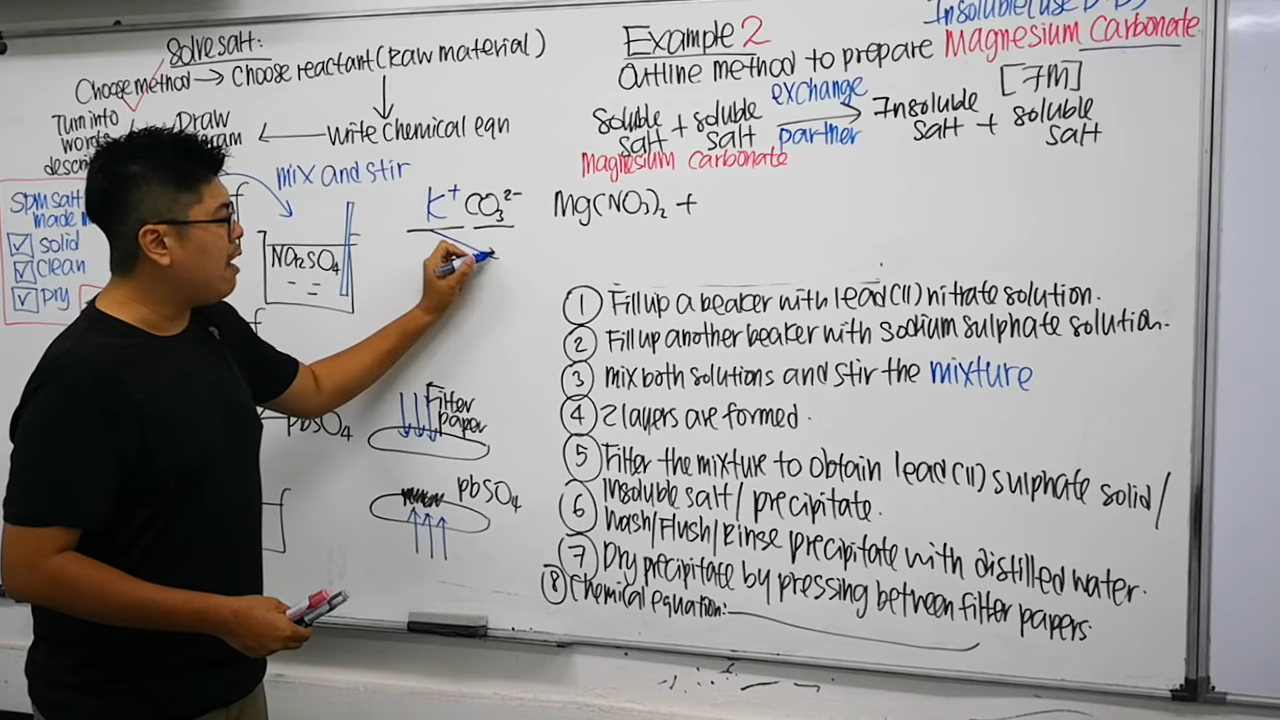 Solve salt:
Choose method → Choose reactant (Raw material)
Write Chemical eqn
Draw
Turn into
words
mix and stir
SPM salt
made
solid
clean
Dry
Na2SO4
K+ CO3²⁻
PbSO4
Filter
paper
PbSO4
Example 2
Magnesium Carbonate
Outline method to prepare
[7M]
Soluble salt + soluble salt exchange partner → Insoluble salt + soluble salt
Magnesium carbonate
Mg(NO3)2 +
① Fill up a beaker with lead(II) nitrate solution.
② Fill up another beaker with sodium sulphate solution.
③ mix both solutions and stir the mixture
④ 2 layers are formed.
⑤ Filter the mixture to obtain lead(II) sulphate solid/
Insoluble salt/ precipitate.
⑥ Wash/Flush/Rinse precipitate with distilled water.
⑦ Dry precipitate by pressing between filter papers.
⑧ Chemical equation: